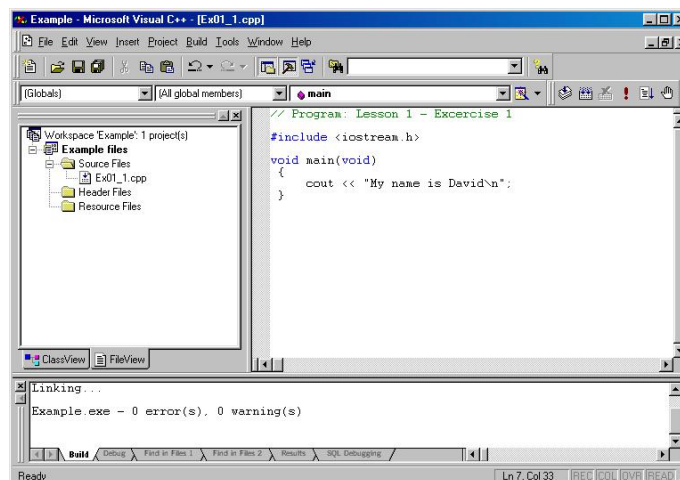 Example - Microsoft Visual C++ - [Ex01_1.cpp]
File Edit View Insert Project Build Tools Window Help
(Globals) (All global members) main
Workspace 'Example': 1 project(s)
Example files
Source Files
Ex01_1.cpp
Header Files
Resource Files
ClassView FileView
// Program: Lesson 1 - Excercise 1
#include <iostream.h>
void main(void)
{
cout << "My name is David\n";
}
Linking...
Example.exe - 0 error(s), 0 warning(s)
Build Debug Find in Files 1 Find in Files 2 Results SQL Debugging
Ready Ln 7, Col 33 REC COL OVR READ